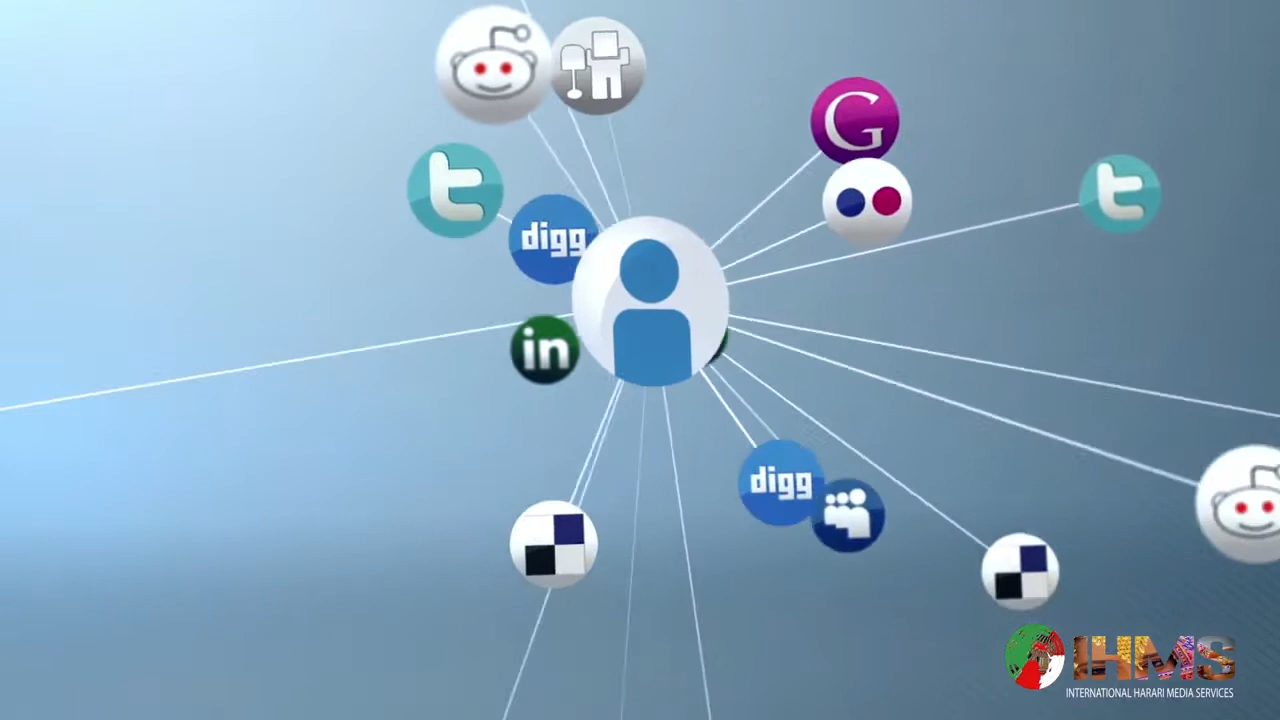 G
t
t
digg
in
digg
IHMS
INTERNATIONAL HARARI MEDIA SERVICES